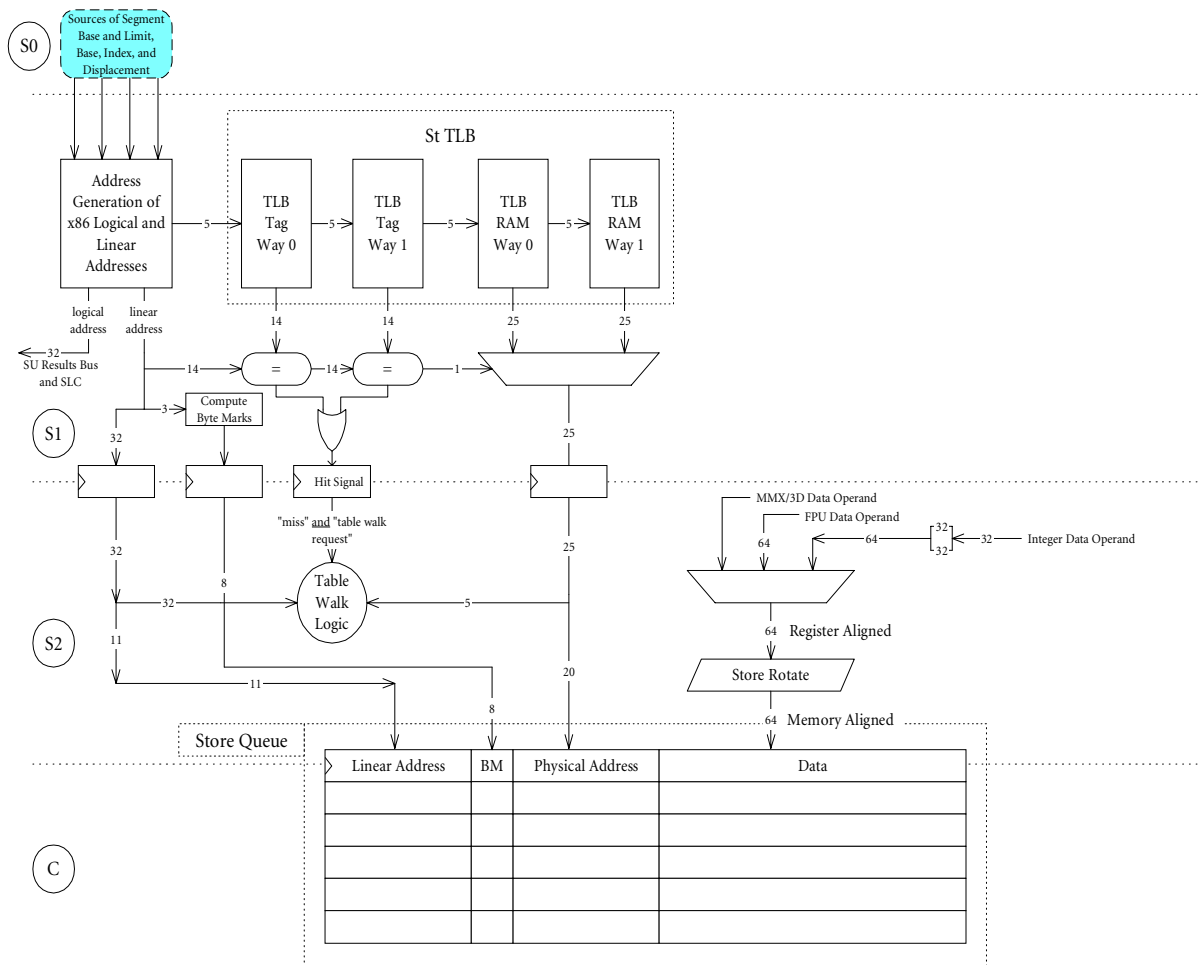 S0
Sources of Segment
Base and Limit,
Base, Index, and
Displacement
St TLB
Address
Generation of
x86 Logical and
Linear
Addresses
5
TLB
Tag
Way 0
5
TLB
Tag
Way 1
5
TLB
RAM
Way 0
5
TLB
RAM
Way 1
logical
address
linear
address
14
14
25
25
32
SU Results Bus
and SLC
14
=
14
=
1
3
Compute
Byte Marks
S1
32
25
Hit Signal
"miss" and "table walk
request"
MMX/3D Data Operand
FPU Data Operand
32
32
64
64
32
Integer Data Operand
32
25
8
Table
Walk
Logic
32
5
S2
11
64
Register Aligned
20
Store Rotate
11
8
64
Memory Aligned
Store Queue
Linear Address
BM
Physical Address
Data
C